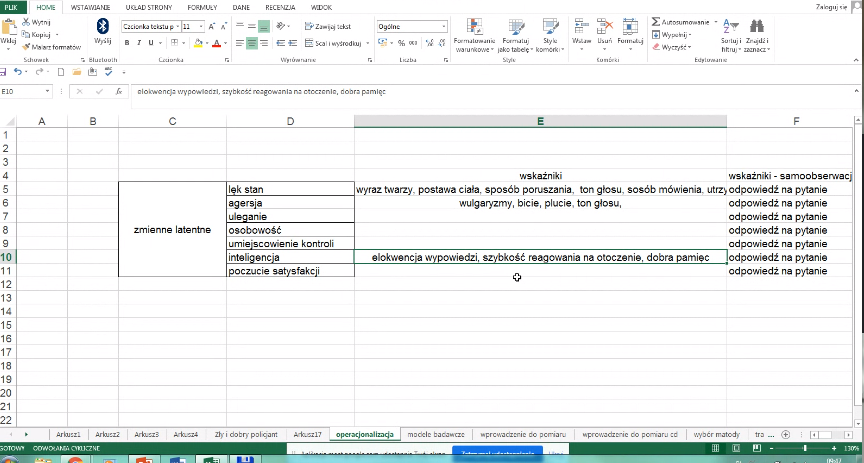 PLIK HOME WSTAWIANIE UKŁAD STRONY FORMUŁY DANE RECENZJA WIDOK Zaloguj się
Wklej
Wytnij
Kopiuj
Malarz formatów
Schowek
Wyślij
Bluetooth
Czcionka tekstu p 11
B I U
Czcionka
Zawijaj tekst
Scal i wyśrodkuj
Wyrównanie
Ogólne
Liczba
Formatowanie warunkowe
Formatuj jako tabelę
Style komórki
Style
Wstaw Usuń Formatuj
Komórki
Autosumowanie
Wypełnij
Wyczyść
Sortuj i filtruj
Znajdź i zaznacz
Edytowanie
E10 fx elokwencja wypowiedzi, szybkość reagowania na otoczenie, dobra pamięc
A B C D E F
1
2
3
4 wskaźniki wskaźniki - samoobserwacj
5 lęk stan wyraz twarzy, postawa ciała, sposób poruszania, ton głosu, sosób mówienia, utrzy odpowiedź na pytanie
6 agersja wulgaryzmy, bicie, plucie, ton głosu, odpowiedź na pytanie
7 uleganie odpowiedź na pytanie
8 zmienne latentne osobowość odpowiedź na pytanie
9 umiejscowienie kontroli odpowiedź na pytanie
10 inteligencja elokwencja wypowiedzi, szybkość reagowania na otoczenie, dobra pamięc odpowiedź na pytanie
11 poczucie satysfakcji odpowiedź na pytanie
12
13
14
15
16
17
18
19
20
21
22
Arkusz1 Arkusz2 Arkusz3 Arkusz4 Zły i dobry policjant Arkusz17 operacjonalizacja modele badawcze wprowadzenie do pomiaru wprowadzenie do pomiaru cd wybór matody tra ...
GOTOWY ODWOŁANIA CYKLICZNE 130%